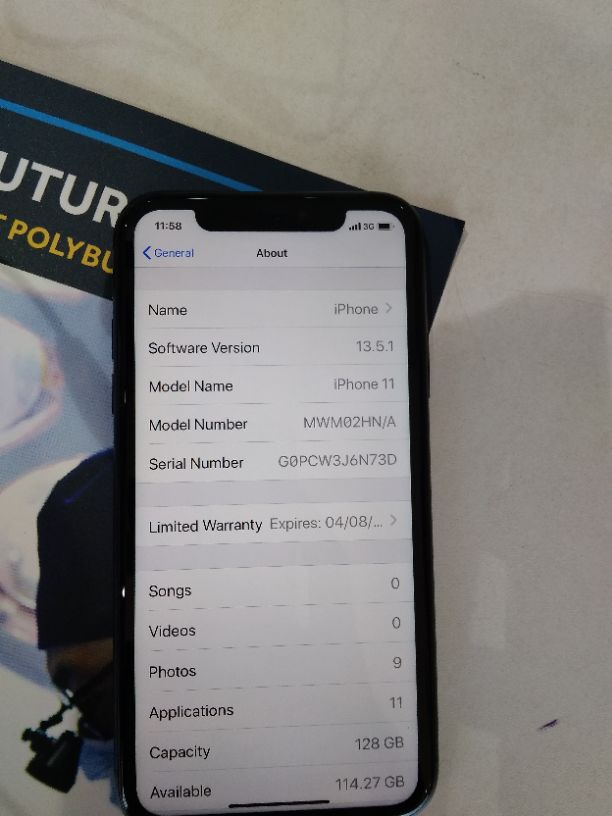 UTUR
T POLYBU
11:58
3G
General
About
Name iPhone
Software Version 13.5.1
Model Name iPhone 11
Model Number MWM02HN/A
Serial Number G0PCW3J6N73D
Limited Warranty Expires: 04/08/...
Songs 0
Videos 0
Photos 9
Applications 11
Capacity 128 GB
Available 114.27 GB